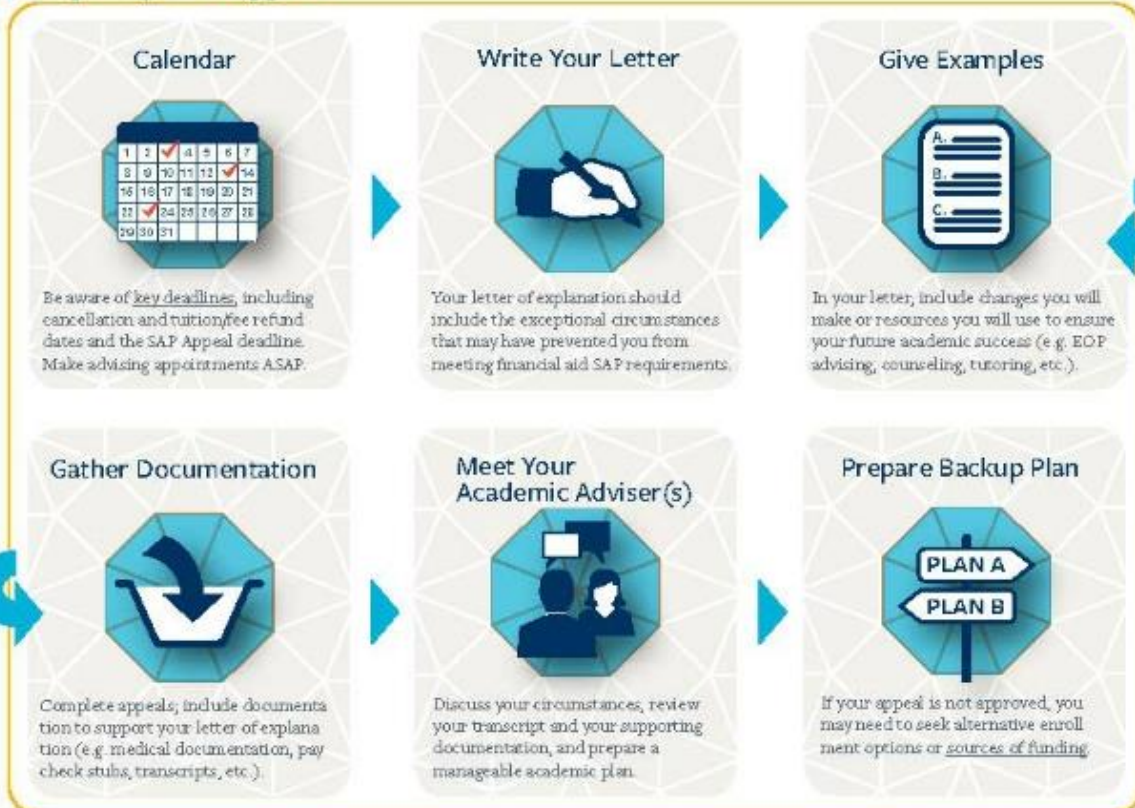 Calendar
1 2 4 5 6 7
8 9 10 11 12 14
15 16 17 18 19 20 21
22 24 25 26 27 28
29 30 31
Be aware of key deadlines, including
cancellation and tuition/fee refund
dates and the SAP Appeal deadline.
Make advising appointments ASAP.
Write Your Letter
Your letter of explanation should
include the exceptional circumstances
that may have prevented you from
meeting financial aid SAP requirements.
Give Examples
A.
B.
C.
In your letter, include changes you will
make or resources you will use to ensure
your future academic success (e.g. EOP
advising, counseling, tutoring, etc.).
Gather Documentation
Complete appeals; include documenta
tion to support your letter of explana
tion (e.g. medical documentation, pay
check stubs, transcripts, etc.).
Meet Your
Academic Adviser(s)
Discuss your circumstances, review
your transcript and your supporting
documentation, and prepare a
manageable academic plan
Prepare Backup Plan
PLAN A
PLAN B
If your appeal is not approved, you
may need to seek alternative enroll
ment options or sources of funding.